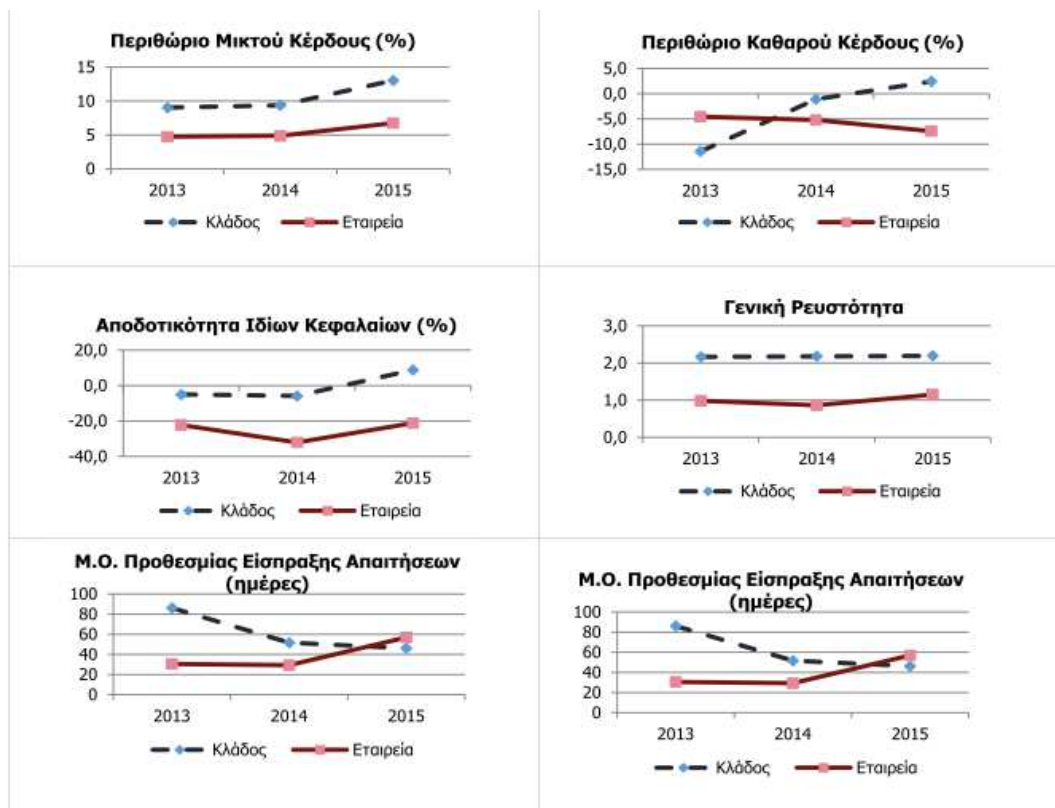 Περιθώριο Μικτού Κέρδους (%)
15
10
5
0
2013 2014 2015
Κλάδος Εταιρεία
Περιθώριο Καθαρού Κέρδους (%)
5,0
0,0
-5,0
-10,0
-15,0
2013 2014 2015
Κλάδος Εταιρεία
Αποδοτικότητα Ιδίων Κεφαλαίων (%)
20,0
0,0
-20,0
-40,0
2013 2014 2015
Κλάδος Εταιρεία
Γενική Ρευστότητα
3,0
2,0
1,0
0,0
2013 2014 2015
Κλάδος Εταιρεία
Μ.Ο. Προθεσμίας Είσπραξης Απαιτήσεων
(ημέρες)
100
80
60
40
20
0
2013 2014 2015
Κλάδος Εταιρεία
Μ.Ο. Προθεσμίας Είσπραξης Απαιτήσεων
(ημέρες)
100
80
60
40
20
0
2013 2014 2015
Κλάδος Εταιρεία